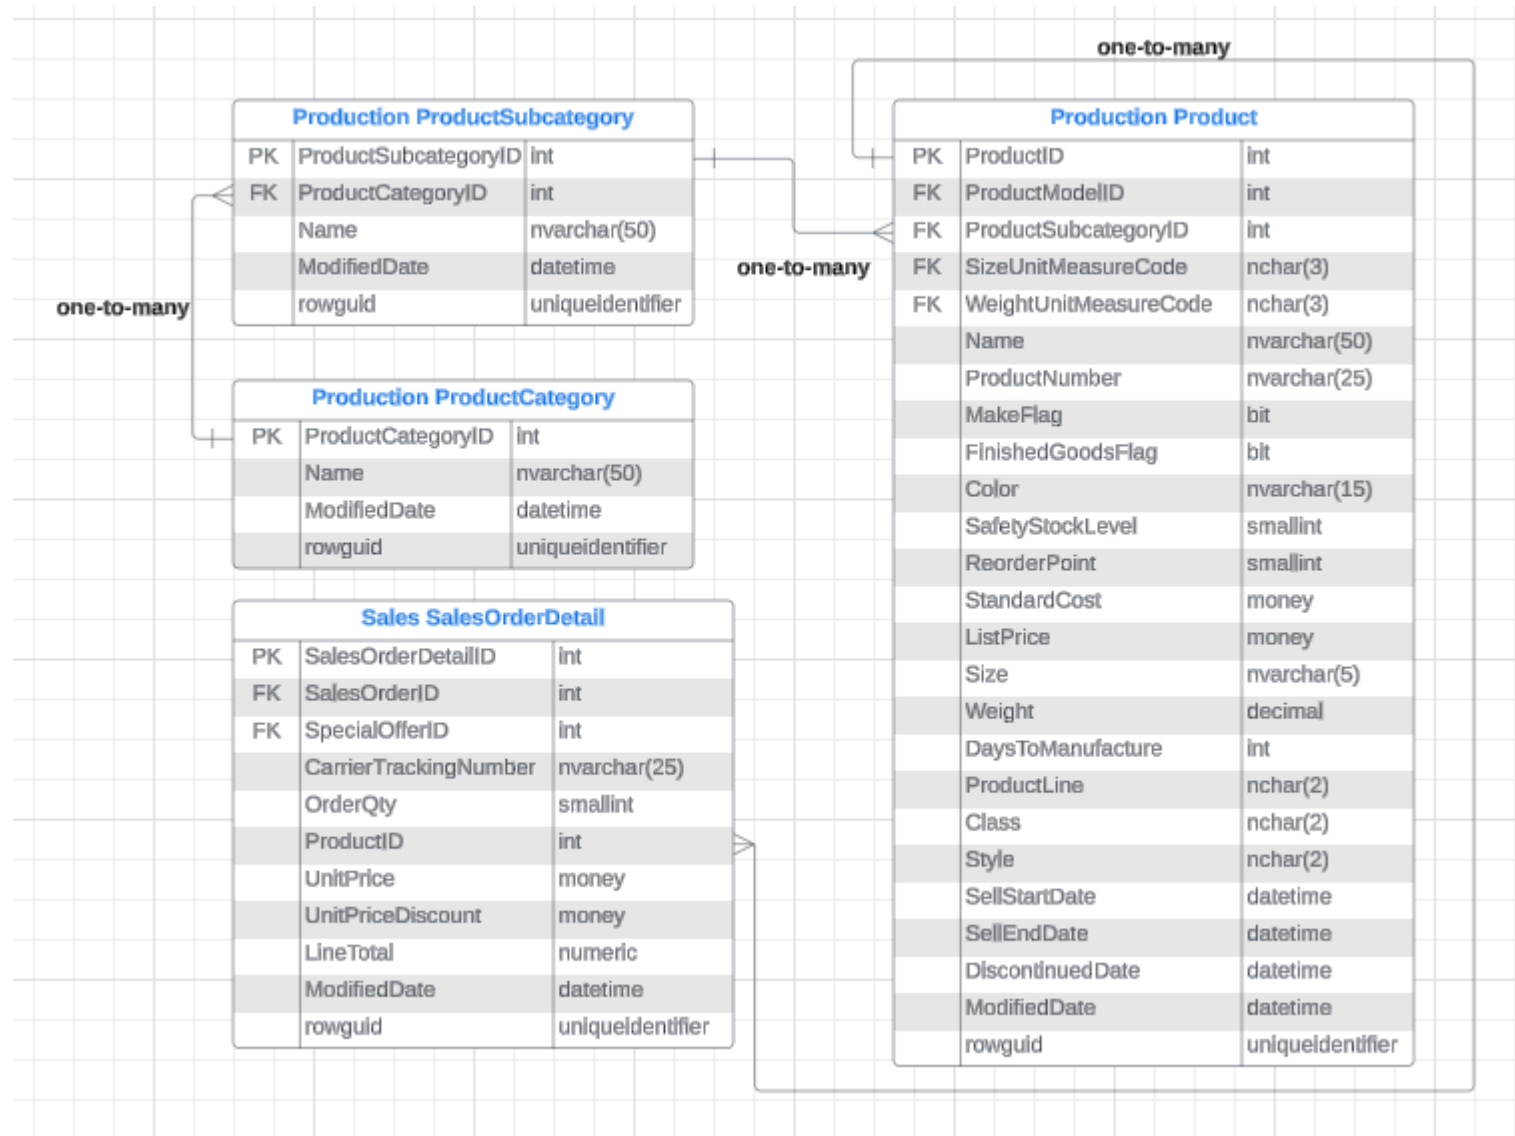 one-to-many
Production ProductSubcategory
PK ProductSubcategoryID int
FK ProductCategoryID int
Name nvarchar(50)
ModifiedDate datetime
rowguid uniqueidentifier
one-to-many
one-to-many
Production ProductCategory
PK ProductCategoryID int
Name nvarchar(50)
ModifiedDate datetime
rowguid uniqueidentifier
Sales SalesOrderDetail
PK SalesOrderDetailID int
FK SalesOrderID int
FK SpecialOfferID int
CarrierTrackingNumber nvarchar(25)
OrderQty smallint
ProductID int
UnitPrice money
UnitPriceDiscount money
LineTotal numeric
ModifiedDate datetime
rowguid uniqueidentifier
Production Product
PK ProductID int
FK ProductModelID int
FK ProductSubcategoryID int
FK SizeUnitMeasureCode nchar(3)
FK WeightUnitMeasureCode nchar(3)
Name nvarchar(50)
ProductNumber nvarchar(25)
MakeFlag bit
FinishedGoodsFlag bit
Color nvarchar(15)
SafetyStockLevel smallint
ReorderPoint smallint
StandardCost money
ListPrice money
Size nvarchar(5)
Weight decimal
DaysToManufacture int
ProductLine nchar(2)
Class nchar(2)
Style nchar(2)
SellStartDate datetime
SellEndDate datetime
DiscontinuedDate datetime
ModifiedDate datetime
rowguid uniqueidentifier